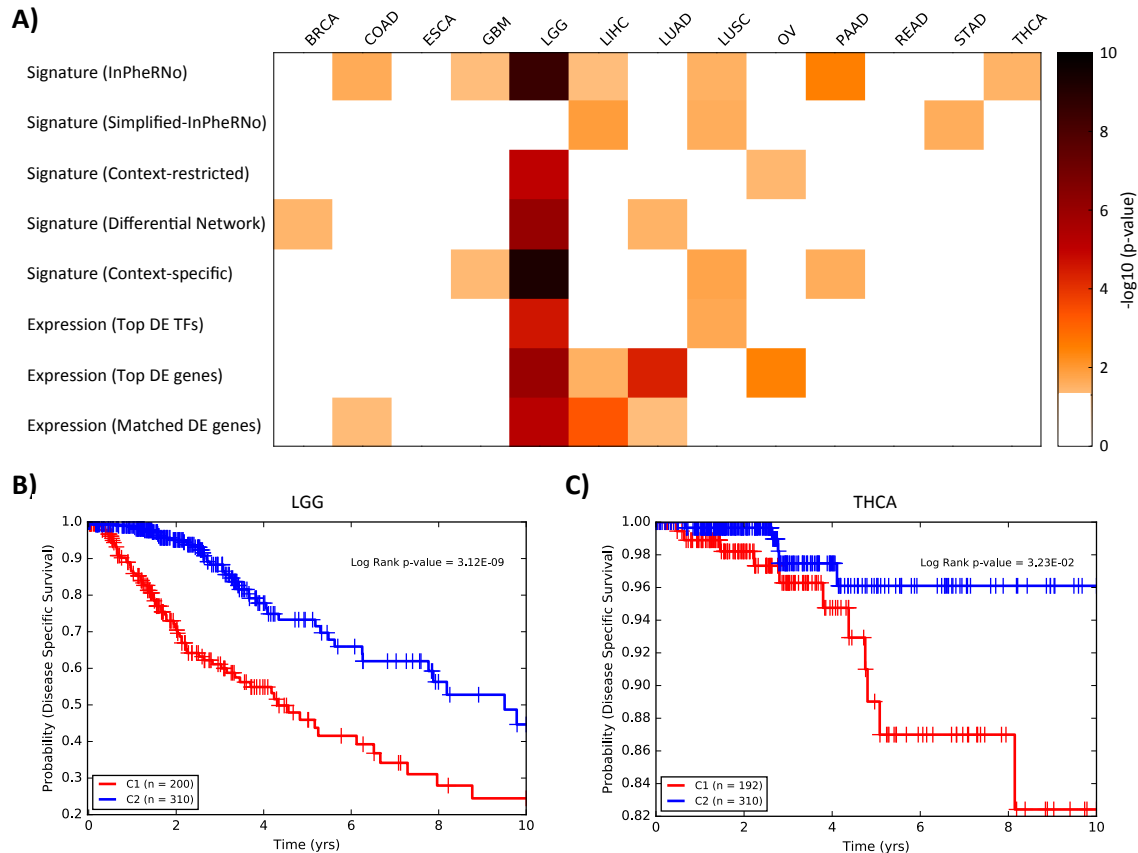 A)
BRCA COAD ESCA GBM LGG LIHC LUAD LUSC OV PAAD READ STAD THCA
Signature (InPheRNo)
Signature (Simplified-InPheRNo)
Signature (Context-restricted)
Signature (Differential Network)
Signature (Context-specific)
Expression (Top DE TFs)
Expression (Top DE genes)
Expression (Matched DE genes)
10
8
6
4
2
0
-log10 (p-value)
B)
LGG
1.0
0.9
0.8
0.7
0.6
0.5
0.4
0.3
0.2
Probability (Disease Specific Survival)
Log Rank p-value = 3.12E-09
C1 (n = 200)
C2 (n = 310)
0 2 4 6 8 10
Time (yrs)
C)
THCA
1.00
0.98
0.96
0.94
0.92
0.90
0.88
0.86
0.84
0.82
Probability (Disease Specific Survival)
Log Rank p-value = 3.23E-02
C1 (n = 192)
C2 (n = 310)
0 2 4 6 8 10
Time (yrs)